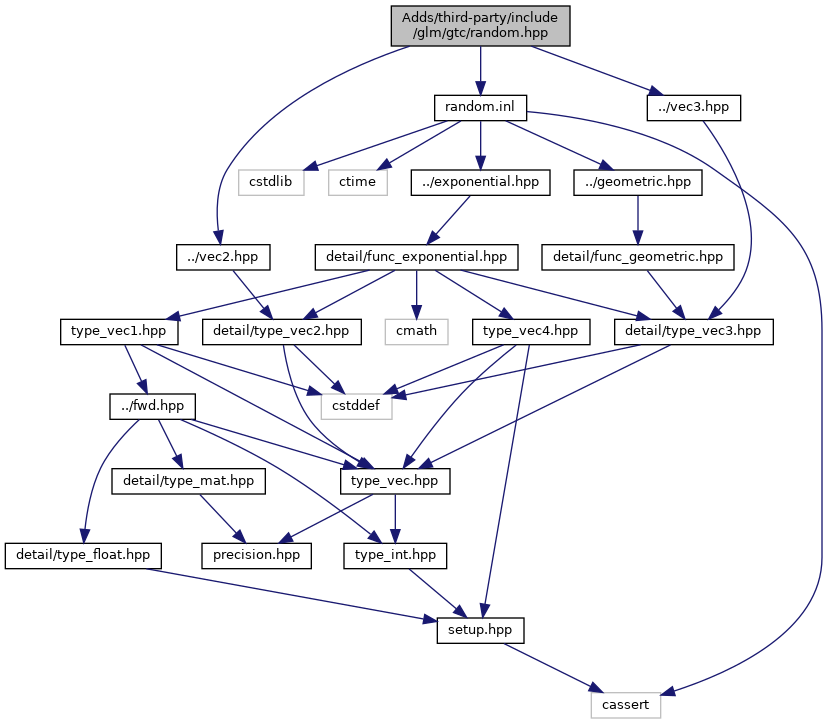 Adds/third-party/include
/glm/gtc/random.hpp
random.inl
../vec3.hpp
cstdlib
ctime
../exponential.hpp
../geometric.hpp
../vec2.hpp
detail/func_exponential.hpp
detail/func_geometric.hpp
type_vec1.hpp
detail/type_vec2.hpp
cmath
type_vec4.hpp
detail/type_vec3.hpp
../fwd.hpp
cstddef
detail/type_mat.hpp
type_vec.hpp
detail/type_float.hpp
precision.hpp
type_int.hpp
setup.hpp
cassert